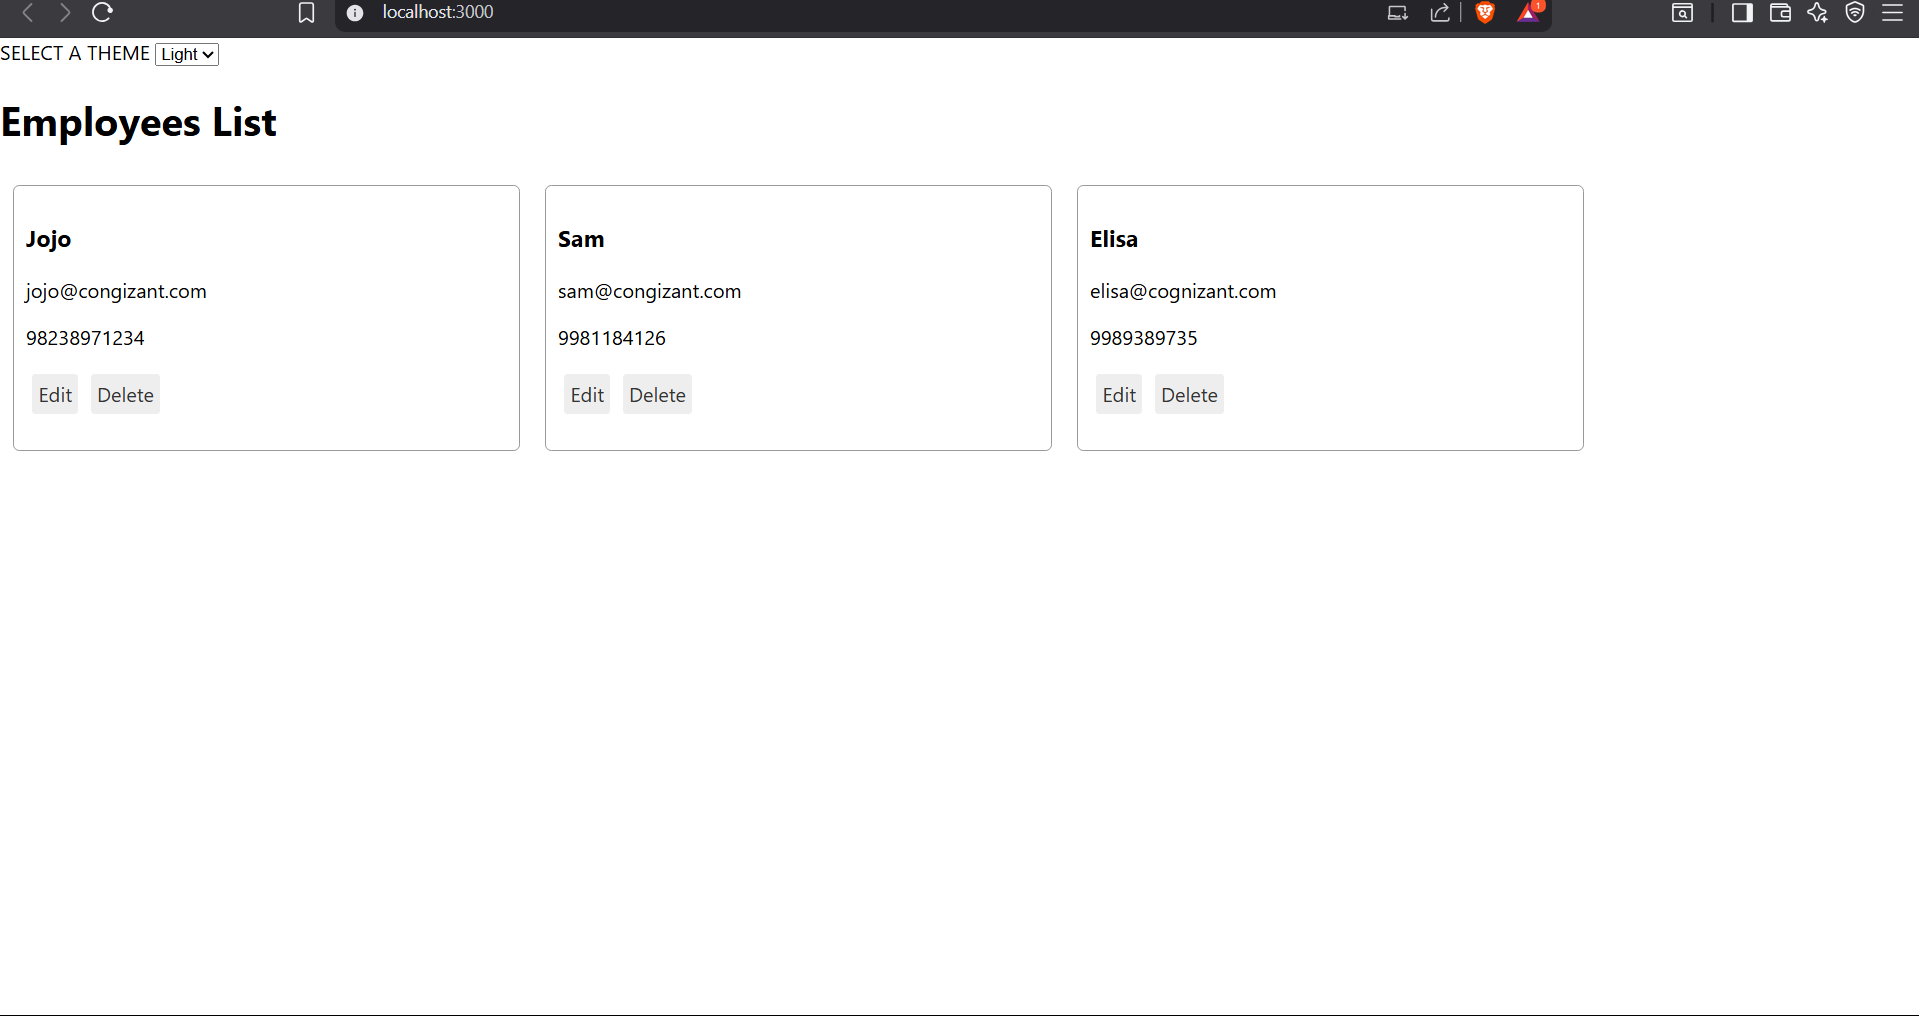 localhost:3000
1
SELECT A THEME Light
Employees List
Jojo
jojo@congizant.com
98238971234
Edit Delete
Sam
sam@congizant.com
9981184126
Edit Delete
Elisa
elisa@cognizant.com
9989389735
Edit Delete